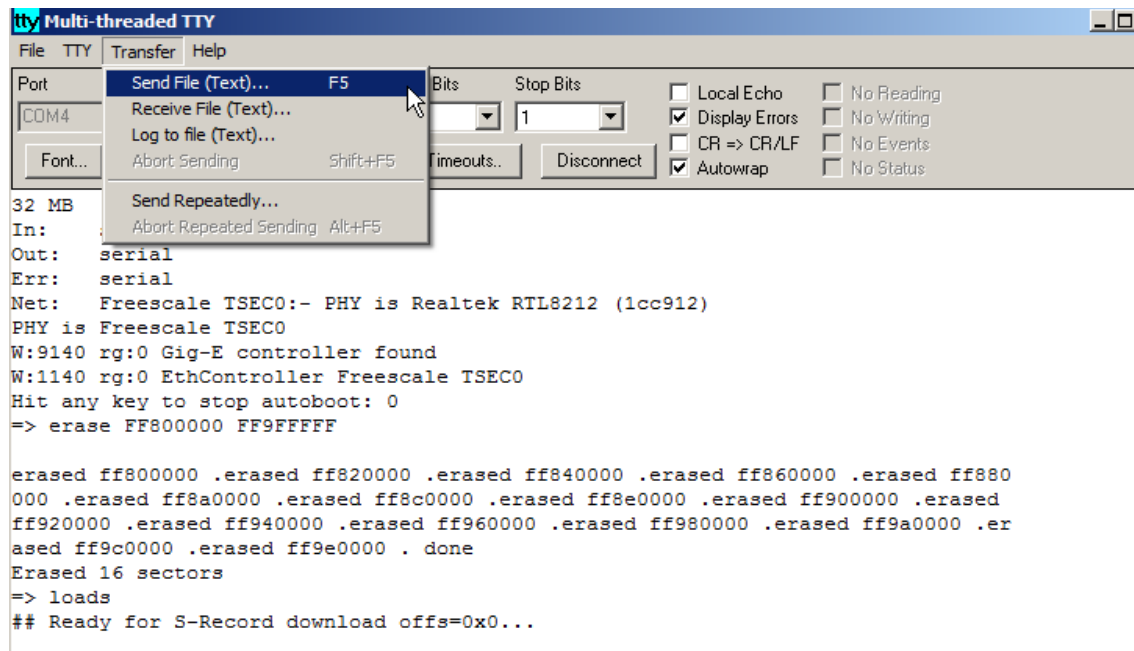 tty Multi-threaded TTY
File TTY Transfer Help
Port
COM4
Font...
Send File (Text)... F5
Receive File (Text)...
Log to file (Text)...
Abort Sending Shift+F5
Send Repeatedly...
Abort Repeated Sending Alt+F5
Bits Stop Bits
1
Timeouts.. Disconnect
Local Echo No Reading
Display Errors No Writing
CR => CR/LF No Events
Autowrap No Status
32 MB
In:
Out: serial
Err: serial
Net: Freescale TSEC0:- PHY is Realtek RTL8212 (1cc912)
PHY is Freescale TSEC0
W:9140 rg:0 Gig-E controller found
W:1140 rg:0 EthController Freescale TSEC0
Hit any key to stop autoboot: 0
=> erase FF800000 FF9FFFFF
erased ff800000 .erased ff820000 .erased ff840000 .erased ff860000 .erased ff880
000 .erased ff8a0000 .erased ff8c0000 .erased ff8e0000 .erased ff900000 .erased
ff920000 .erased ff940000 .erased ff960000 .erased ff980000 .erased ff9a0000 .er
ased ff9c0000 .erased ff9e0000 . done
Erased 16 sectors
=> loads
## Ready for S-Record download offs=0x0...